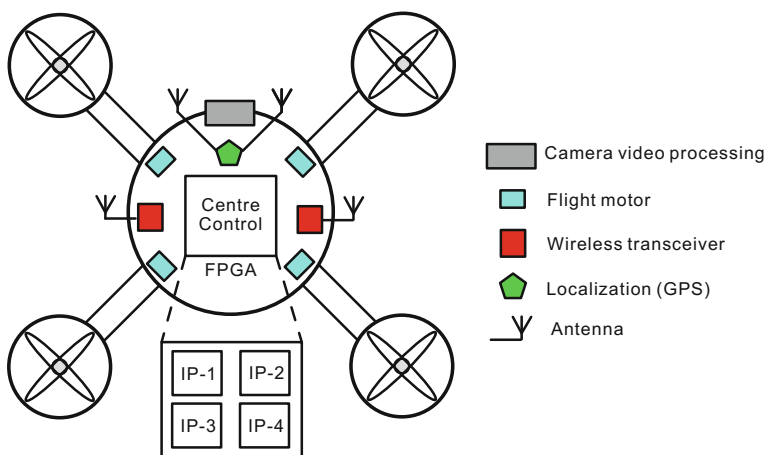 Centre
Control
FPGA
IP-1
IP-2
IP-3
IP-4
Camera video processing
Flight motor
Wireless transceiver
Localization (GPS)
Antenna